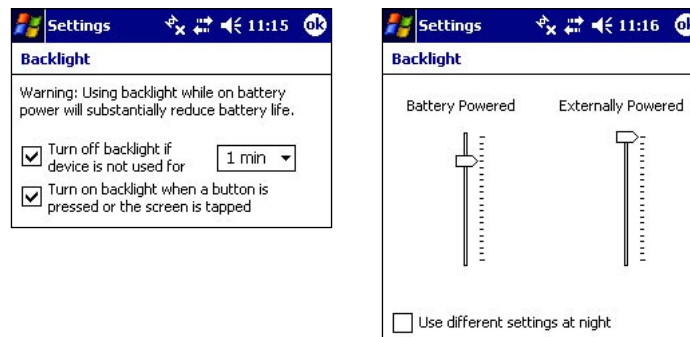 Settings 11:15 ok
Backlight
Warning: Using backlight while on battery
power will substantially reduce battery life.
Turn off backlight if
device is not used for 1 min
Turn on backlight when a button is
pressed or the screen is tapped
Settings 11:16 ok
Backlight
Battery Powered Externally Powered
Use different settings at night